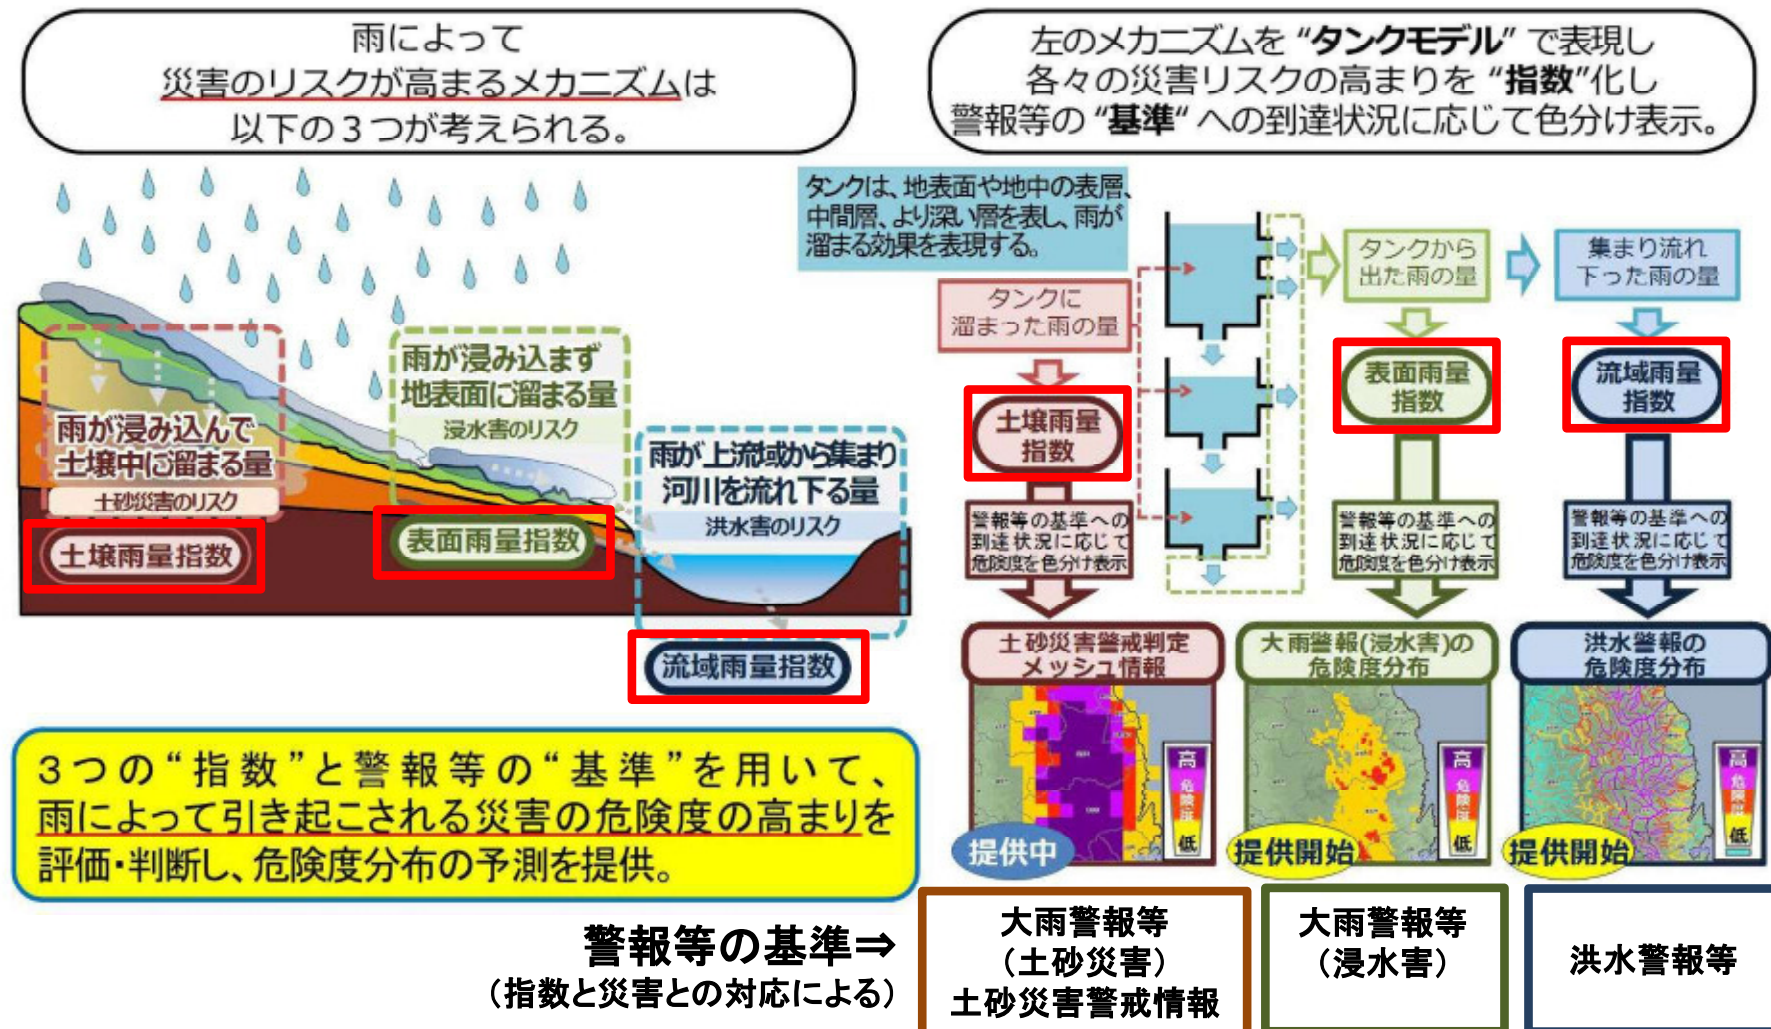 雨によって
災害のリスクが高まるメカニズムは
以下の３つが考えられる。
左のメカニズムを “タンクモデル” で表現し
各々の災害リスクの高まりを “指数”化し
警報等の “基準“ への到達状況に応じて色分け表示。
雨が浸み込んで
土壌中に溜まる量
土砂災害のリスク
土壌雨量指数
雨が浸み込まず
地表面に溜まる量
浸水害のリスク
表面雨量指数
雨が上流域から集まり
河川を流れ下る量
洪水害のリスク
流域雨量指数
タンクは、地表面や地中の表層、
中間層、より深い層を表し、雨が
溜まる効果を表現する。
タンクに
溜まった雨の量
タンクから
出た雨の量
集まり流れ
下った雨の量
土壌雨量
指数
表面雨量
指数
流域雨量
指数
警報等の基準への
到達状況に応じて
危険度を色分け表示
警報等の基準への
到達状況に応じて
危険度を色分け表示
警報等の基準への
到達状況に応じて
危険度を色分け表示
土砂災害警戒判定
メッシュ情報
高
危険度
低
提供中
大雨警報(浸水害)の
危険度分布
高
危険度
低
提供開始
洪水警報の
危険度分布
高
危険度
低
提供開始
３つの“指数”と警報等の“基準”を用いて、
雨によって引き起こされる災害の危険度の高まりを
評価・判断し、危険度分布の予測を提供。
警報等の基準⇒
（指数と災害との対応による）
大雨警報等
（土砂災害）
土砂災害警戒情報
大雨警報等
（浸水害）
洪水警報等